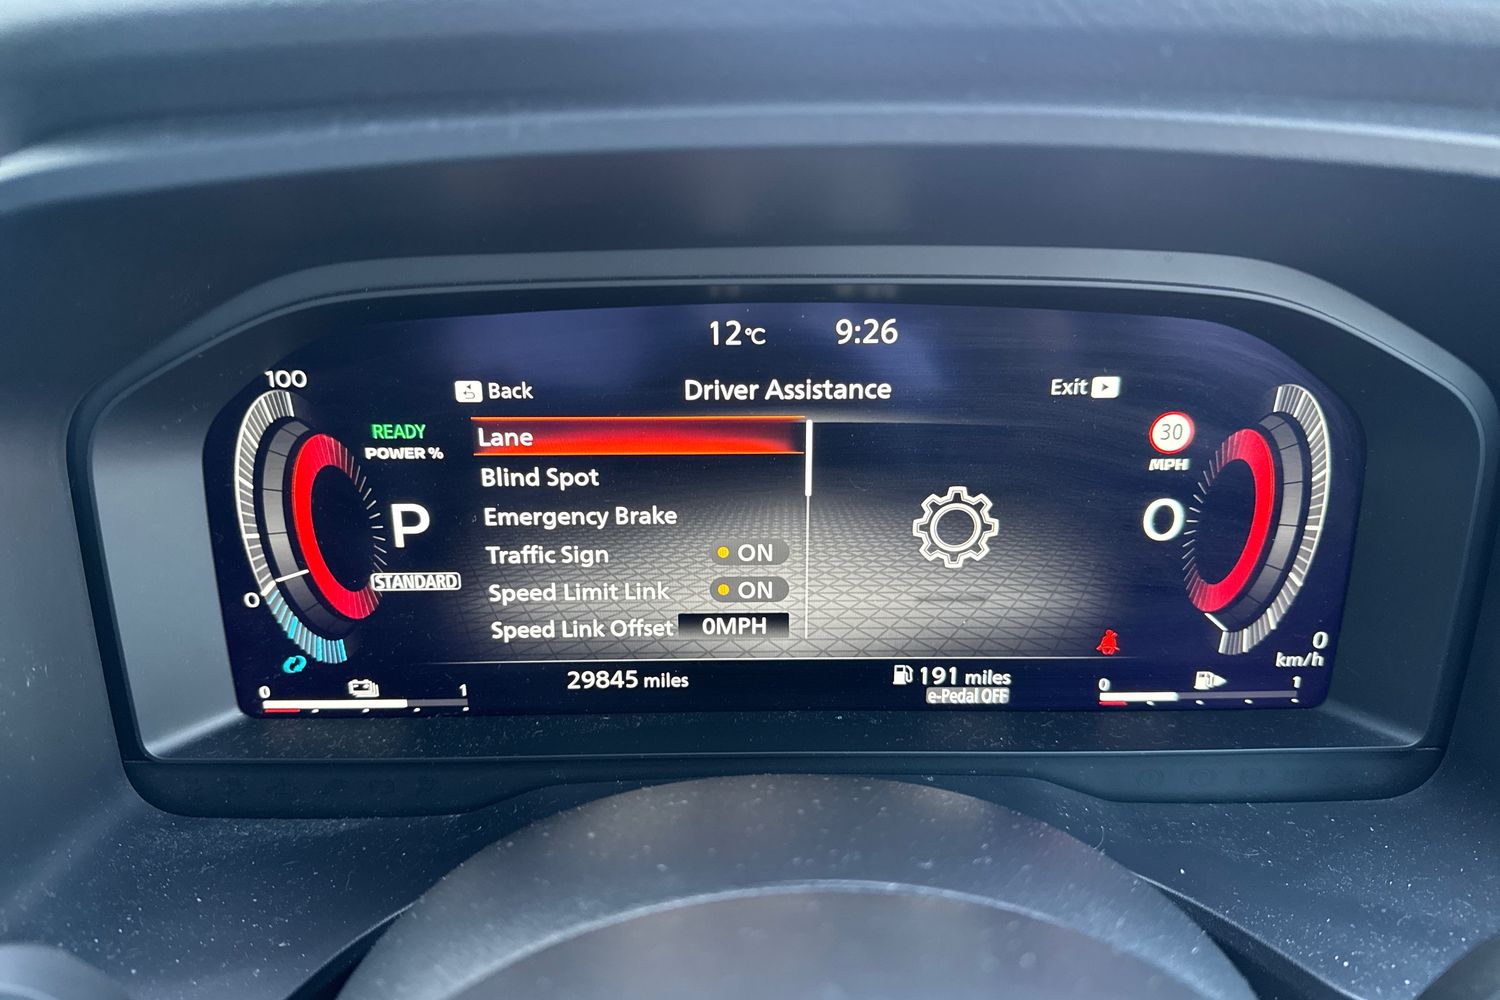 12°C 9:26
Back Driver Assistance Exit
100
READY
POWER %
P
STANDARD
0
Lane
Blind Spot
Emergency Brake
Traffic Sign ON
Speed Limit Link ON
Speed Link Offset 0MPH
30
MPH
0
0
km/h
29845 miles
191 miles
e-Pedal OFF
0 1
0 1